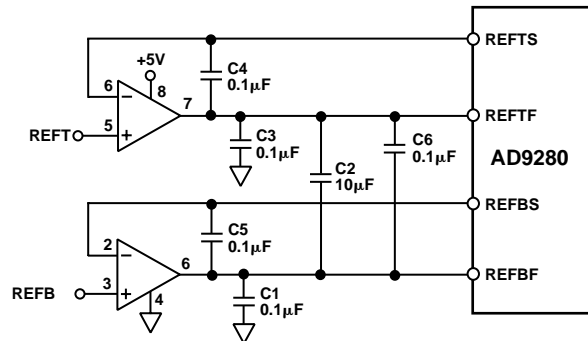 REFTS
+5V
C4
0.1µF
6
8
7
REFT
5
REFTF
C3
0.1µF
C2
10µF
C6
0.1µF
AD9280
REFBS
C5
0.1µF
2
6
REFBF
REFB
3
4
C1
0.1µF